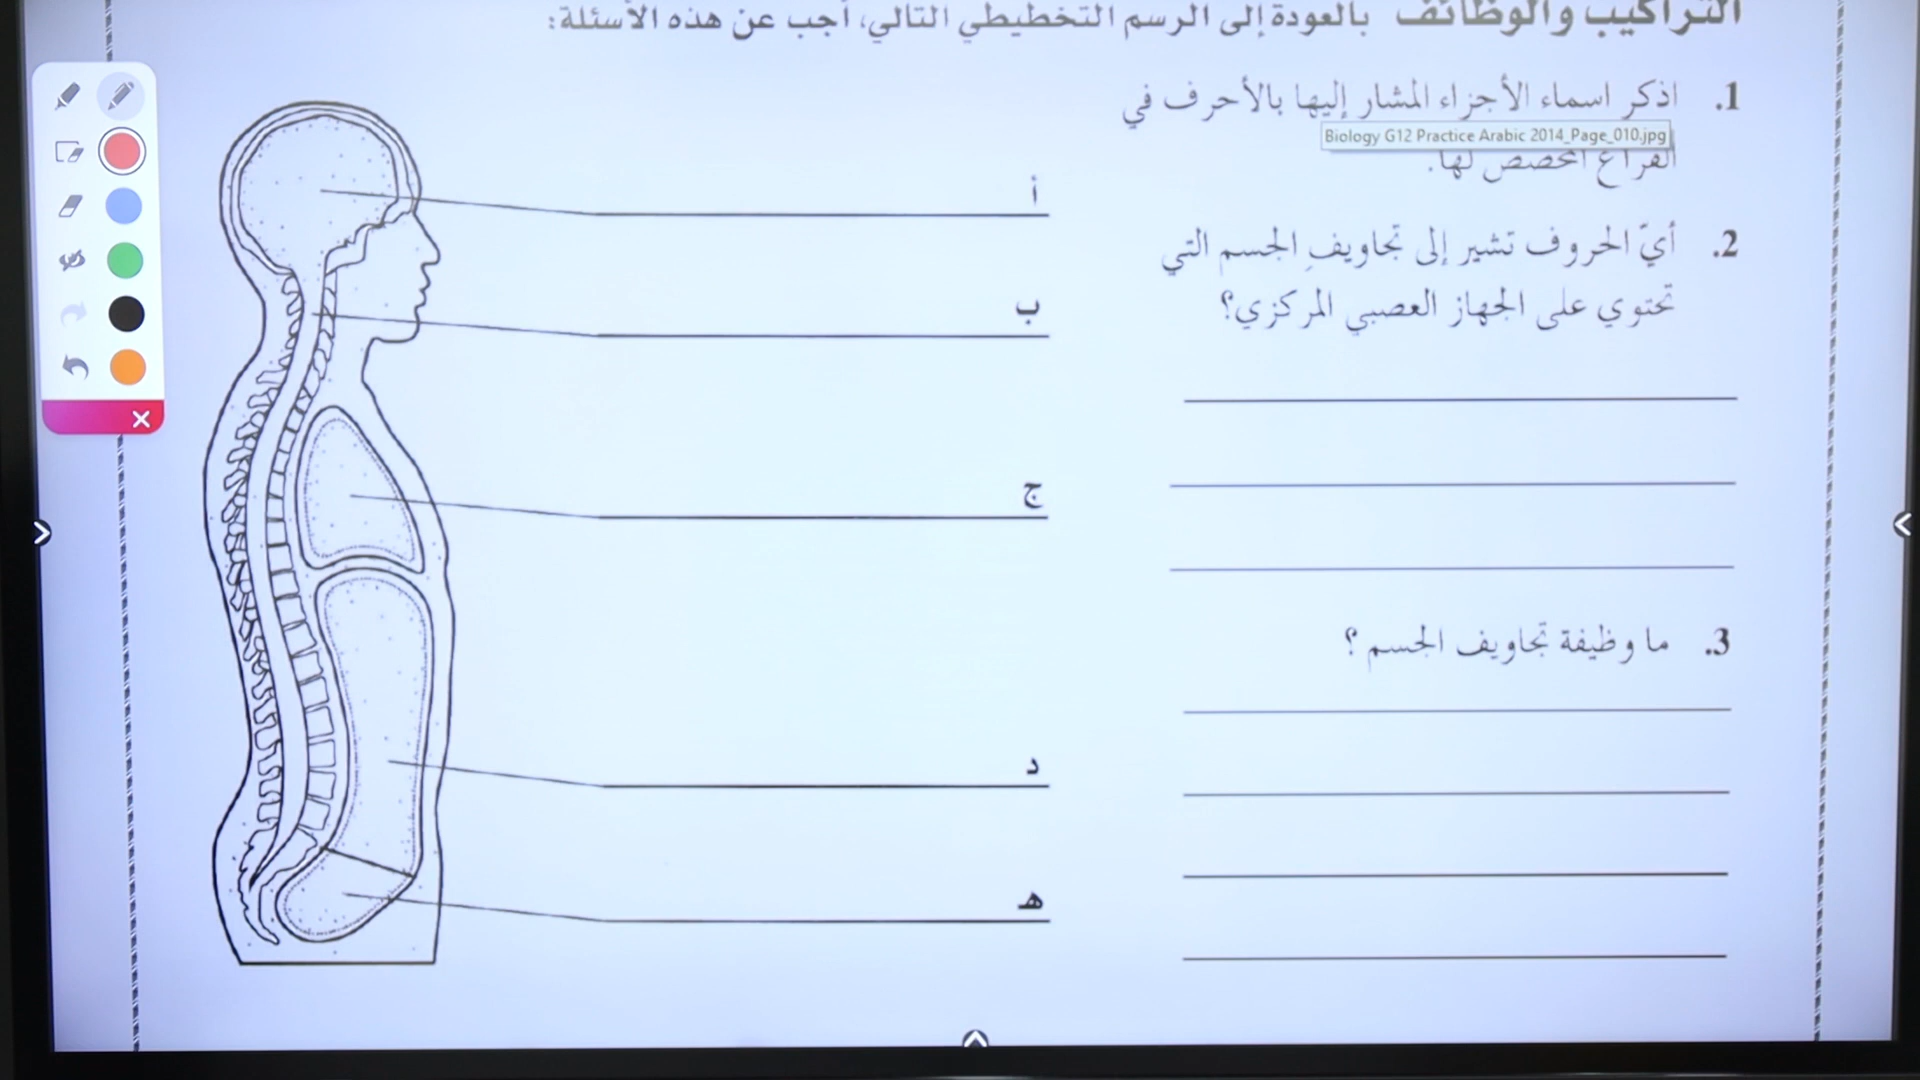 التراكيب والوظائف بالعودة إلى الرسم التخطيطي التالي، أجب عن هذه الأسئلة:
1. اذكر اسماء الأجزاء المشار إليها بالأحرف في
Biology G12 Practice Arabic 2014_Page_010.jpg
الفراغ المخصص لها.
2. أيّ الحروف تشير إلى تجاويفِ الجسم التي
تحتوي على الجهاز العصبي المركزي؟
3. ما وظيفة تجاويف الجسم ؟
أ
ب
ج
د
هـ